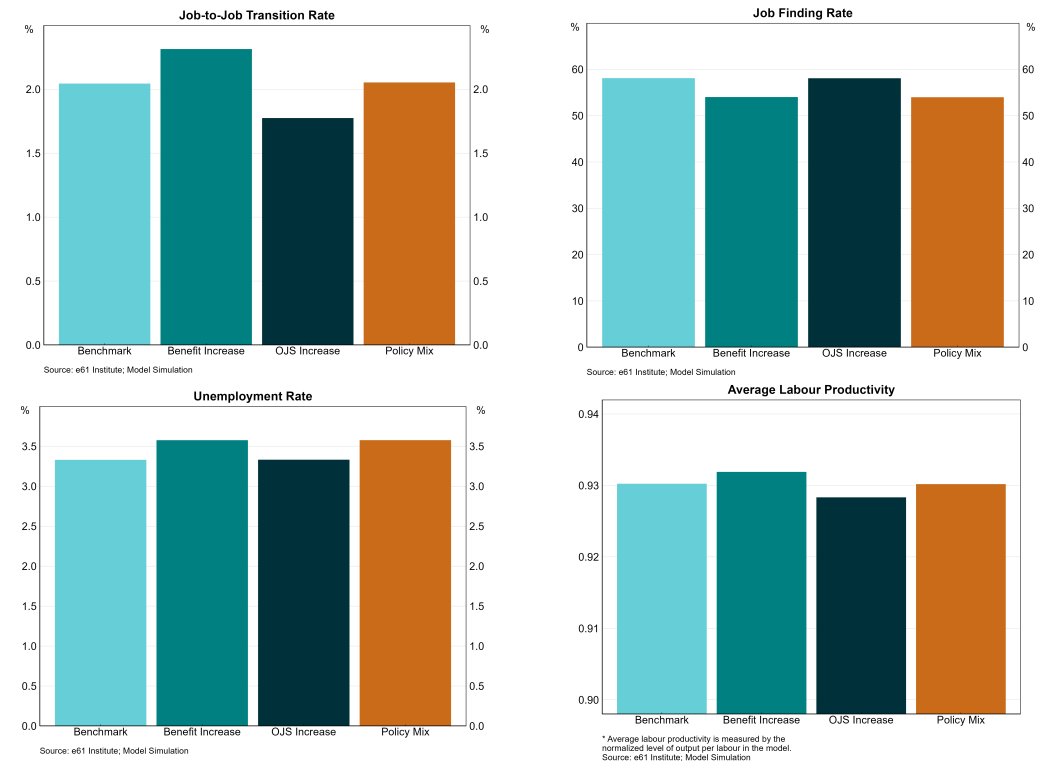 Job-to-Job Transition Rate
% %
2.0 2.0
1.5 1.5
1.0 1.0
0.5 0.5
0.0 0.0
Benchmark Benefit Increase OJS Increase Policy Mix
Source: e61 Institute; Model Simulation
Job Finding Rate
% %
60 60
50 50
40 40
30 30
20 20
10 10
0 0
Benchmark Benefit Increase OJS Increase Policy Mix
Source: e61 Institute; Model Simulation
Unemployment Rate
% %
3.5 3.5
3.0 3.0
2.5 2.5
2.0 2.0
1.5 1.5
1.0 1.0
0.5 0.5
0.0 0.0
Benchmark Benefit Increase OJS Increase Policy Mix
Source: e61 Institute; Model Simulation
Average Labour Productivity
0.94
0.93
0.92
0.91
0.90
Benchmark Benefit Increase OJS Increase Policy Mix
* Average labour productivity is measured by the
normalized level of output per labour in the model.
Source: e61 Institute; Model Simulation